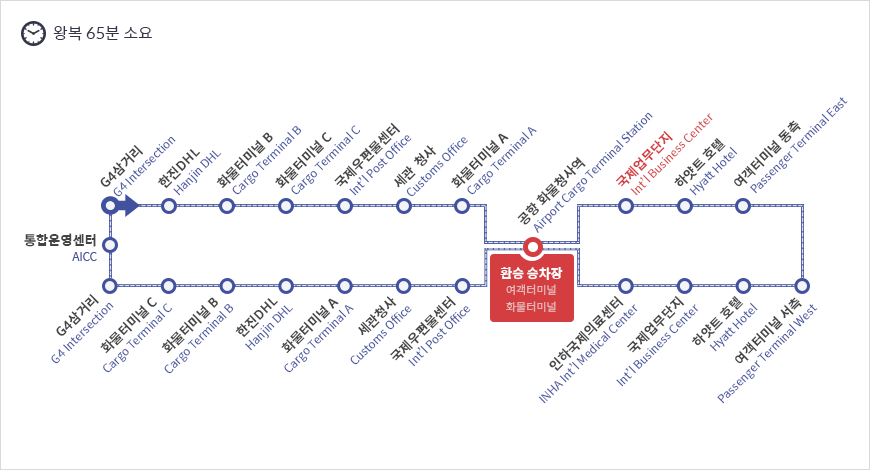 왕복 65분 소요
G4삼거리
G4 Intersection
한진DHL
Hanjin DHL
화물터미널 B
Cargo Terminal B
화물터미널 C
Cargo Terminal C
국제우편물센터
Int'l Post Office
세관 청사
Customs Office
화물터미널 A
Cargo Terminal A
공항 화물청사역
Airport Cargo Terminal Station
국제업무단지
Int'l Business Center
하얏트 호텔
Hyatt Hotel
여객터미널 동측
Passenger Terminal East
통합운영센터
AICC
환승 승차장
여객터미널
화물터미널
G4삼거리
G4 Intersection
화물터미널 C
Cargo Terminal C
화물터미널 B
Cargo Terminal B
한진DHL
Hanjin DHL
화물터미널 A
Cargo Terminal A
세관청사
Customs Office
국제우편물센터
Int'l Post Office
인하국제의료센터
INHA Int'l Medical Center
국제업무단지
Int'l Business Center
하얏트 호텔
Hyatt Hotel
여객터미널 서측
Passenger Terminal West